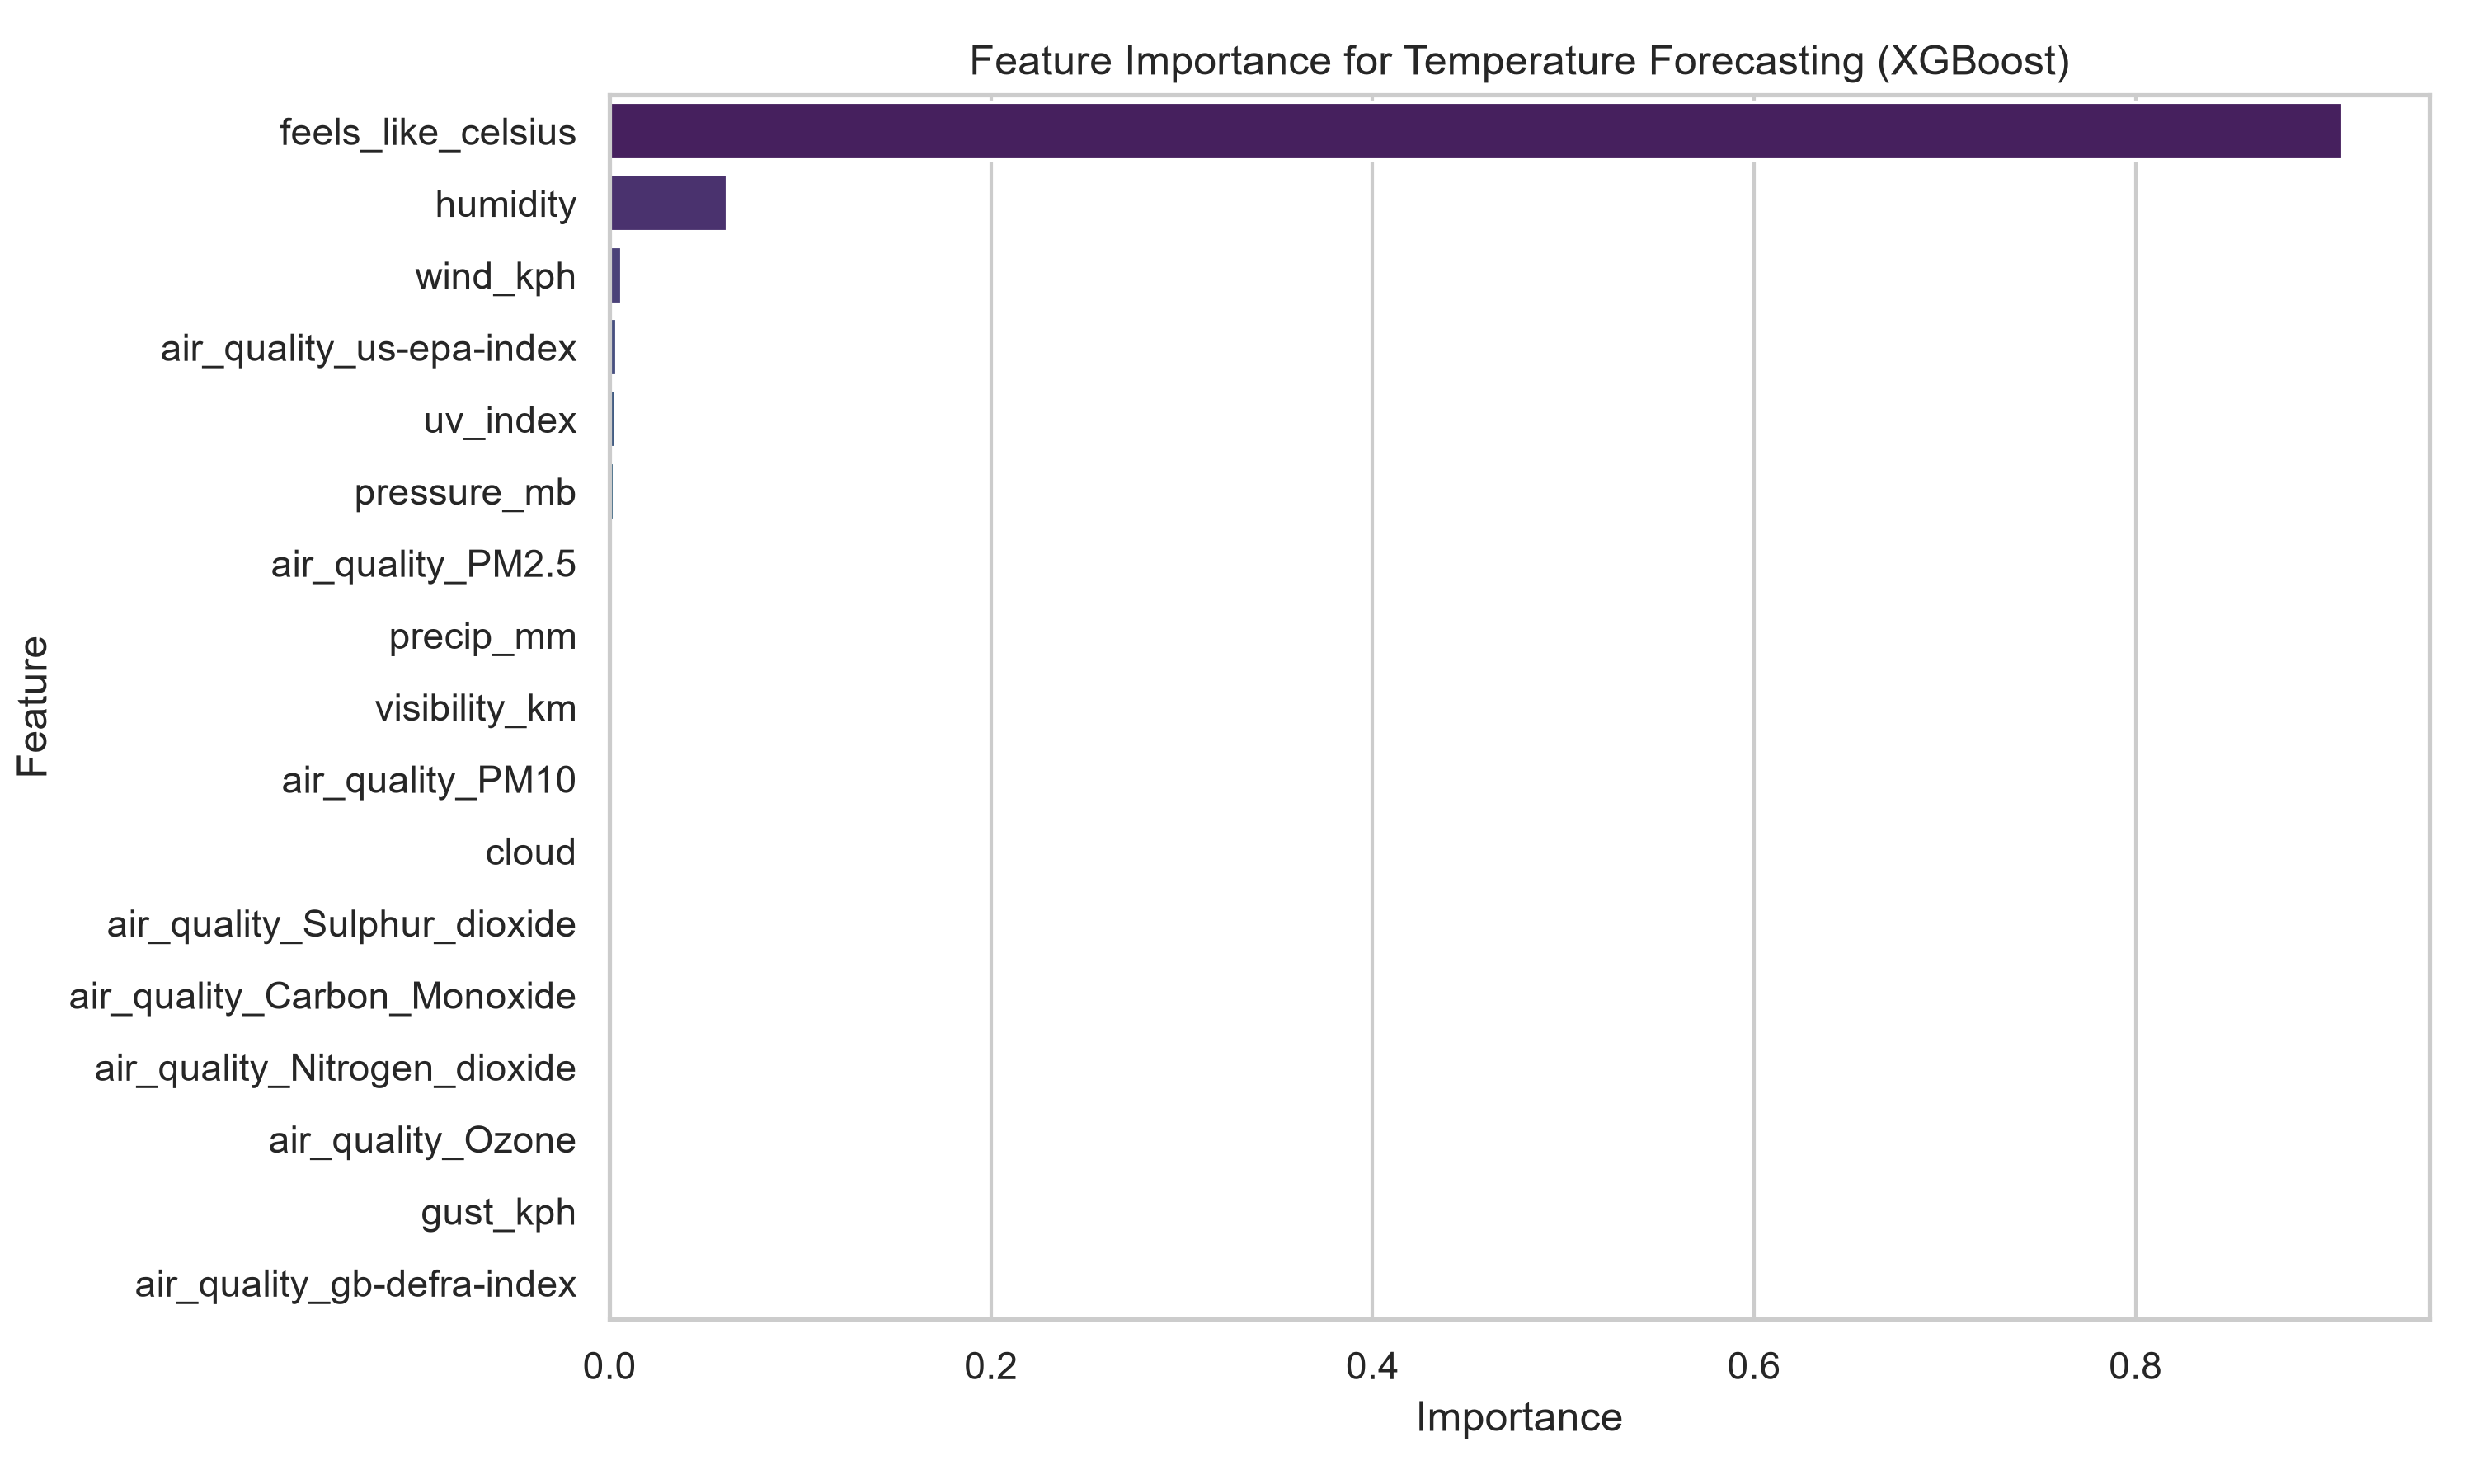 Feature Importance for Temperature Forecasting (XGBoost)
feels_like_celsius
humidity
wind_kph
air_quality_us-epa-index
uv_index
pressure_mb
air_quality_PM2.5
precip_mm
visibility_km
air_quality_PM10
cloud
air_quality_Sulphur_dioxide
air_quality_Carbon_Monoxide
air_quality_Nitrogen_dioxide
air_quality_Ozone
gust_kph
air_quality_gb-defra-index
Feature
0.0 0.2 0.4 0.6 0.8
Importance